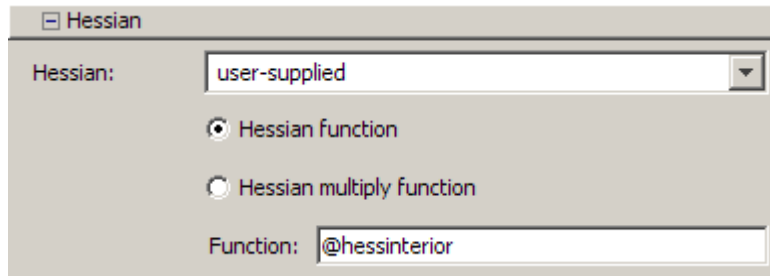 Hessian
Hessian: user-supplied
Hessian function
Hessian multiply function
Function: @hessinterior